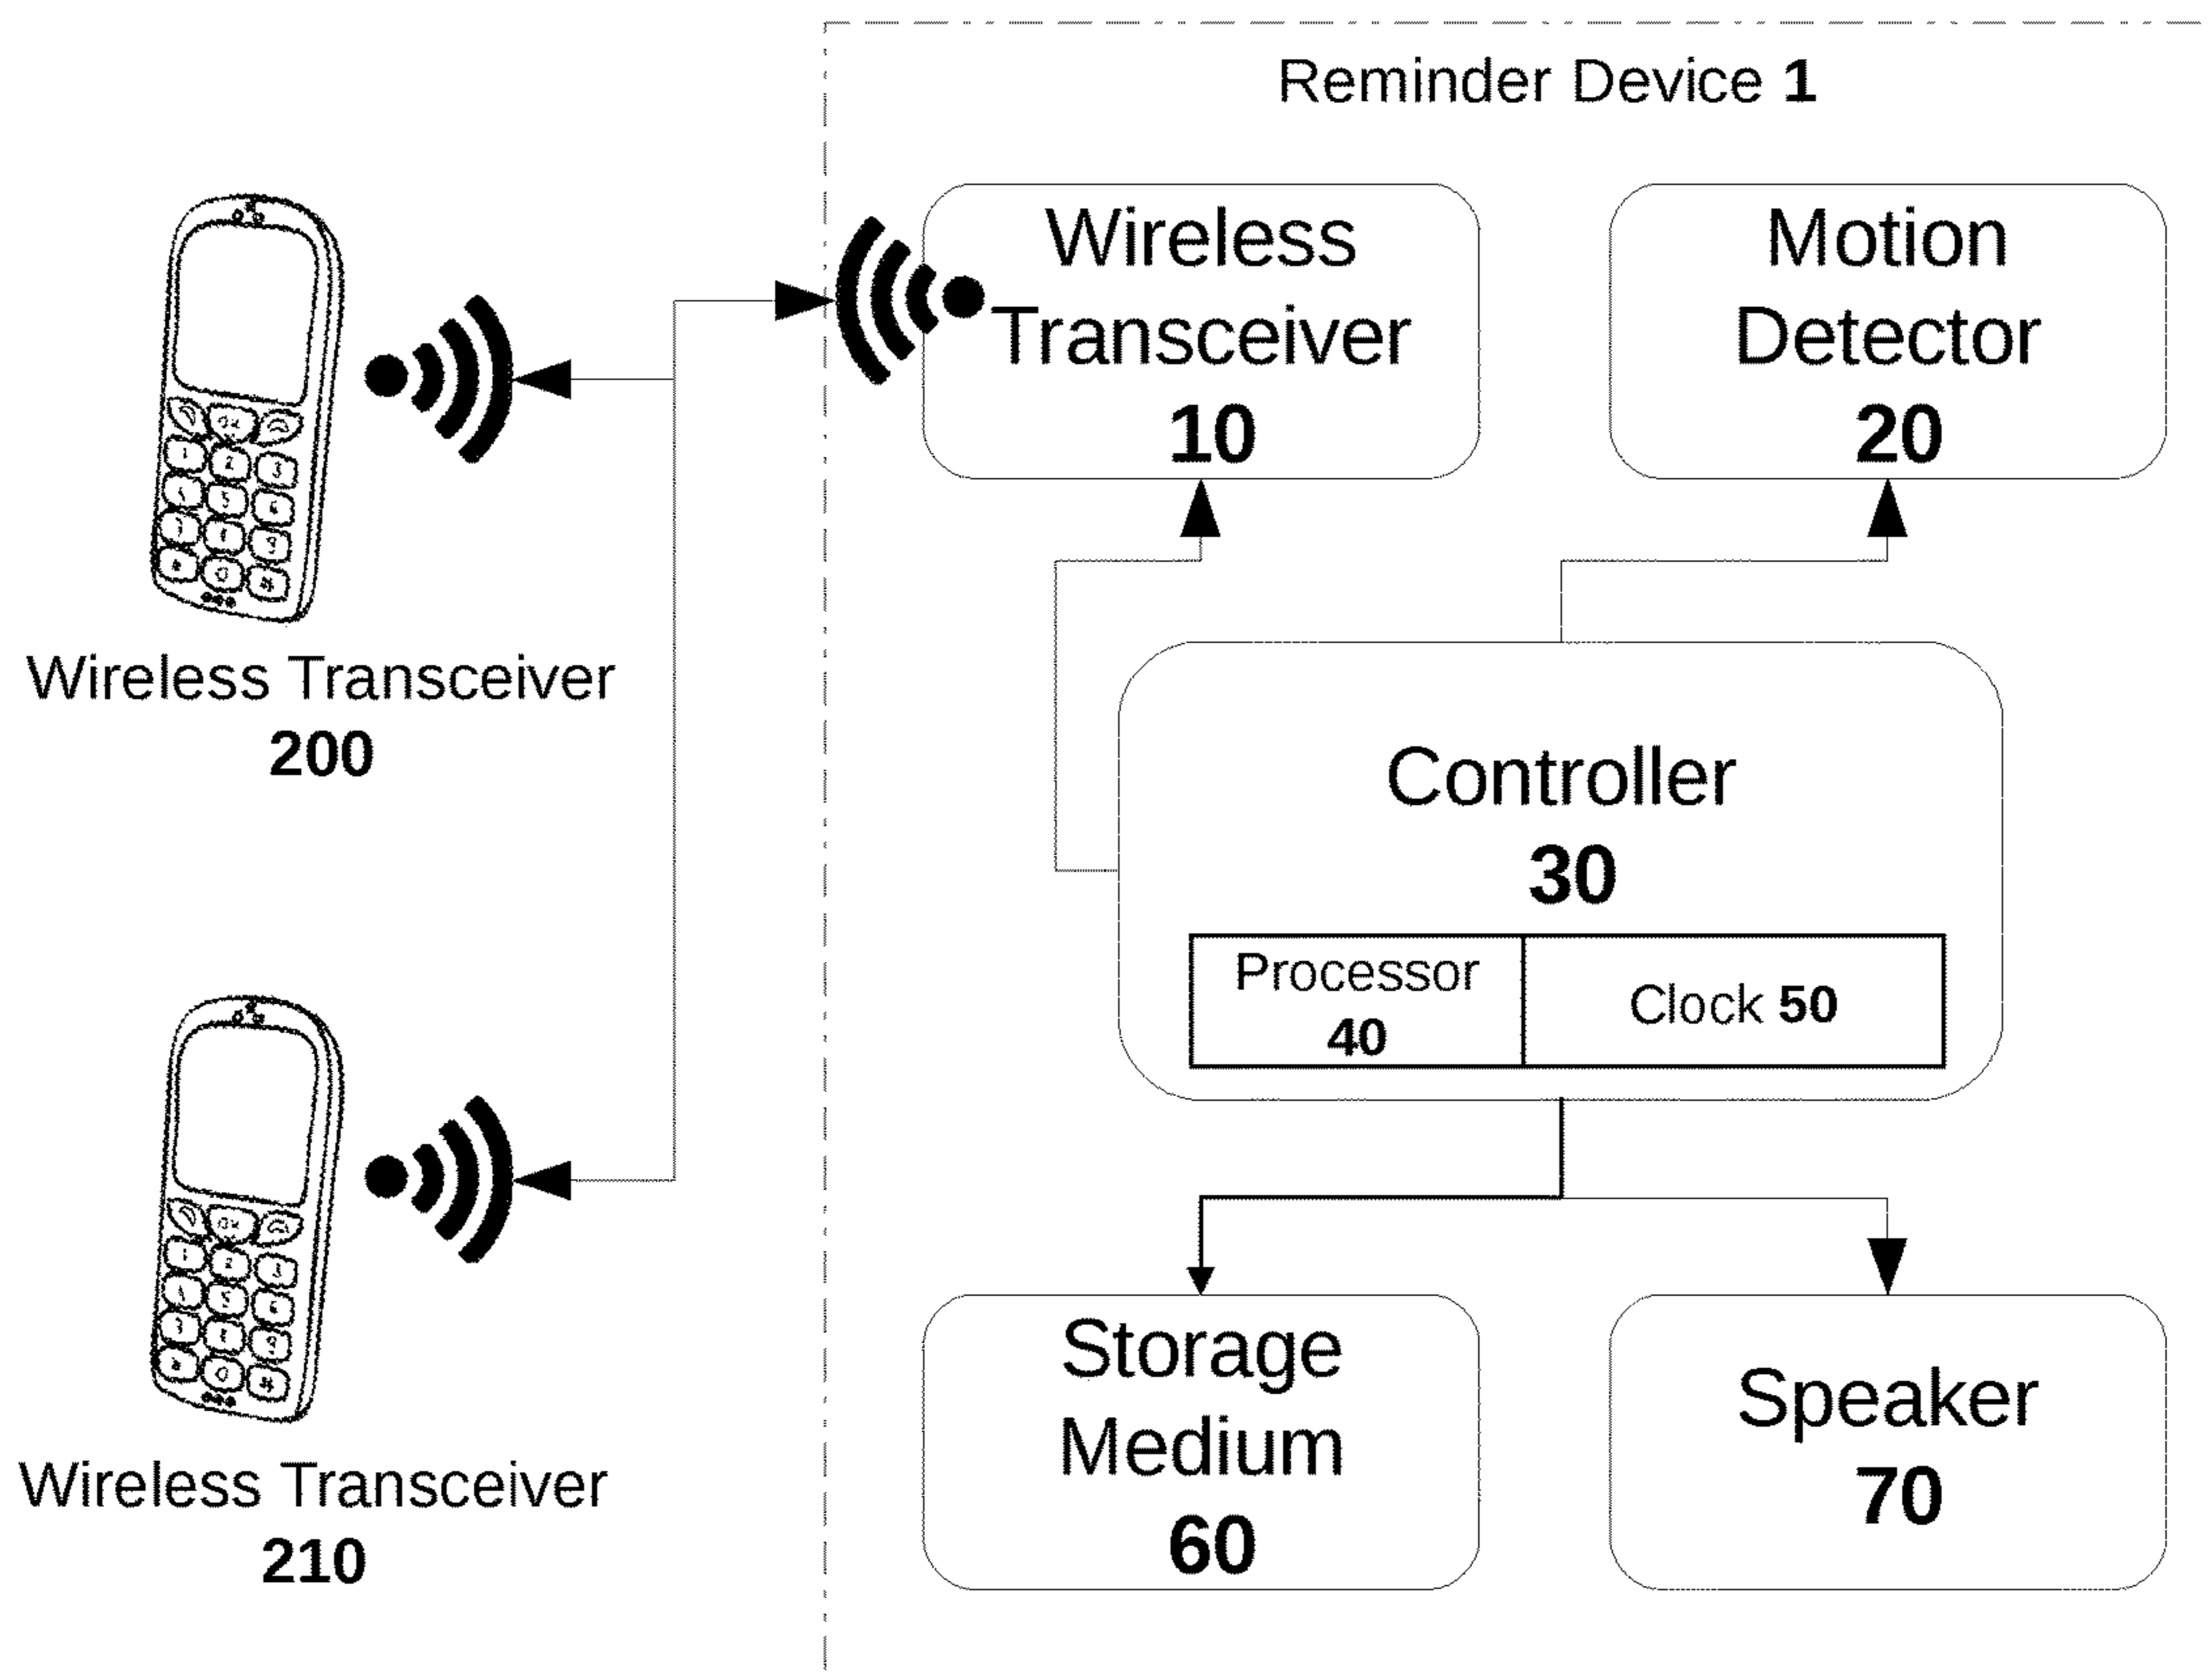 Reminder Device 1
Wireless
Transceiver
10
Motion
Detector
20
Wireless Transceiver
200
Controller
30
Processor
40
Clock 50
Wireless Transceiver
210
Storage
Medium
60
Speaker
70